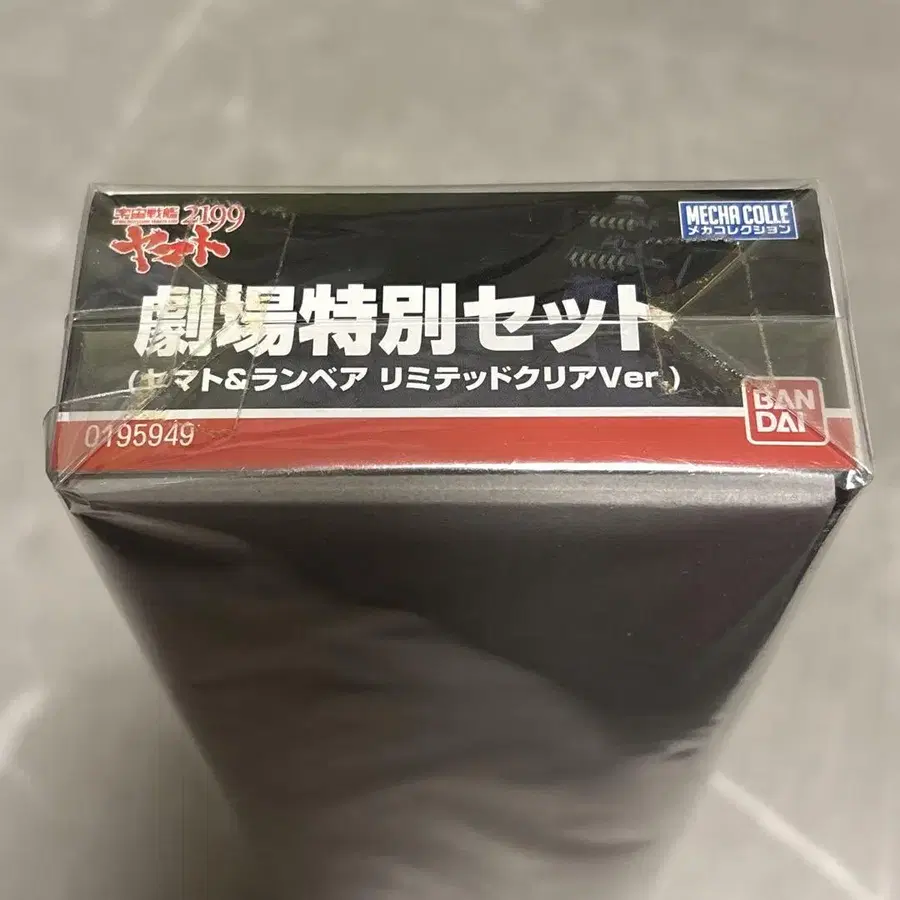 宇宙戦艦
ヤマト2199
MECHA COLLE
メカコレクション
劇場特別セット
(ヤマト&ランベア リミテッドクリアVer.)
BAN
DAI
0195949